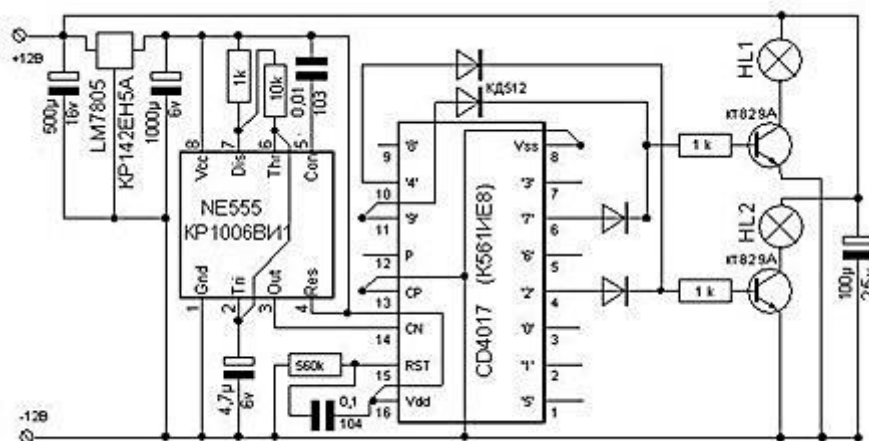 +12В
500µ
16v
LM7805
КР142ЕН5А
1000µ
6v
1k
10k
0,01
103
8
7
6
5
Vcc
Dis
Thr
Con
NE555
КР1006ВИ1
Gnd
Tri
Out
Res
1
2
3
4
4,7µ
6v
560k
0,1
104
КД512
CD4017 (К561ИЕ8)
'6'
9
'4'
10
'9'
11
P
12
CP
13
CN
14
RST
15
Vdd
16
Vss
8
'3'
7
'7'
6
'6'
5
'2'
4
'0'
3
'1'
2
'5'
1
1 k
1 k
HL1
КТ829А
HL2
КТ829А
100µ
25v
-12В